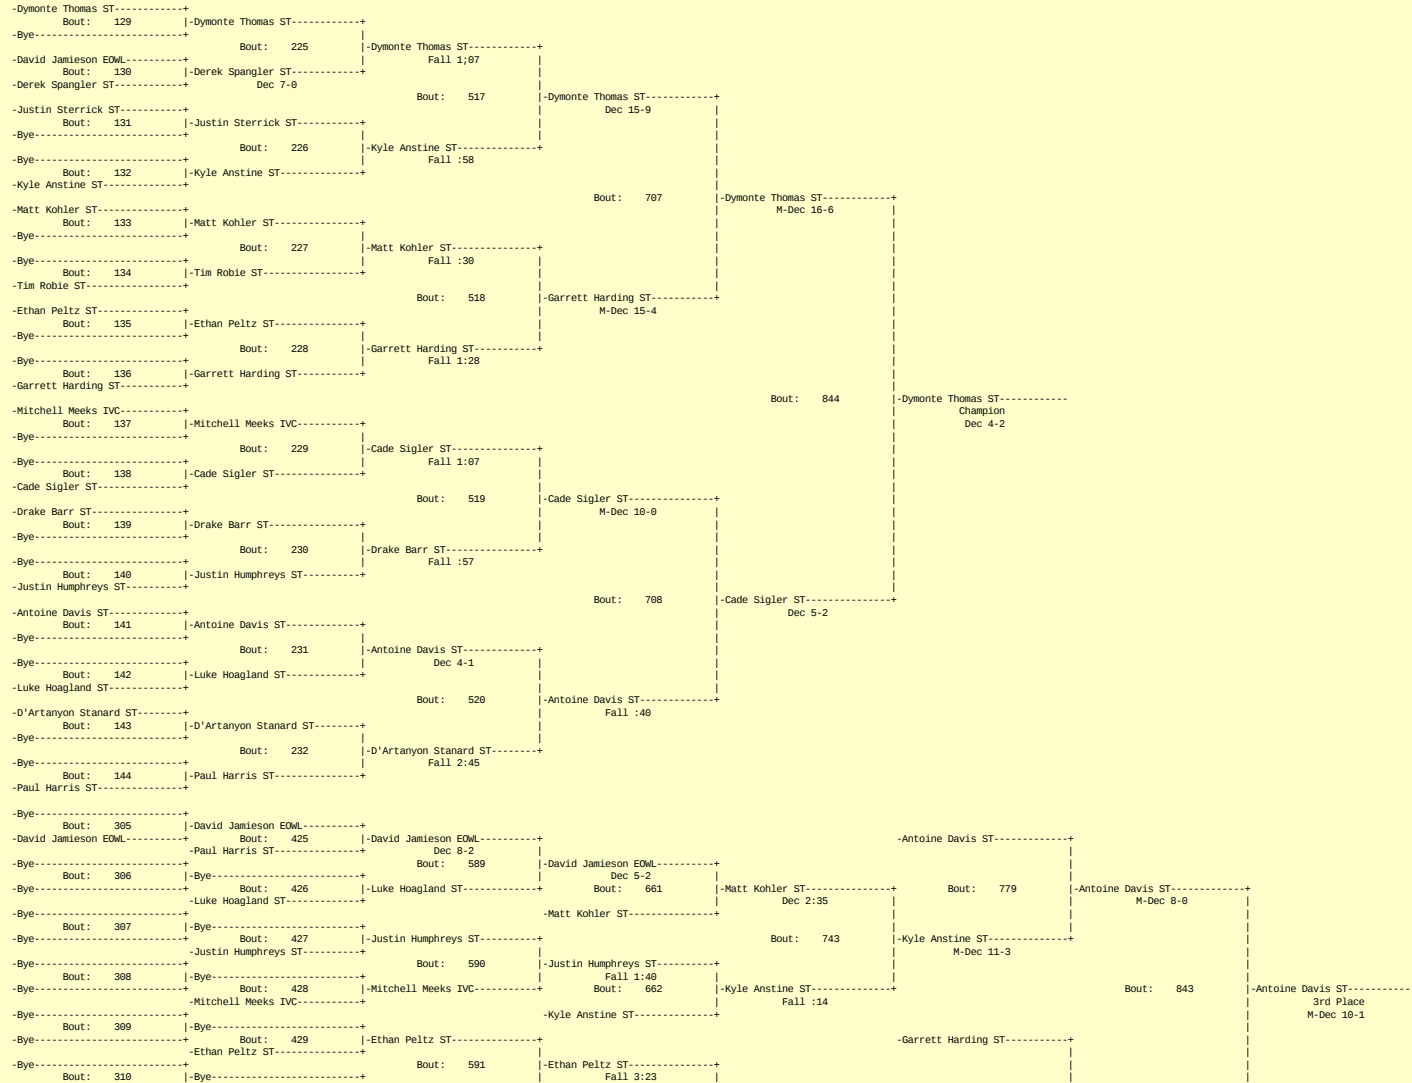 -Dymonte Thomas ST------------+
Bout: 129 |-Dymonte Thomas ST------------+
-Bye--------------------------+ |
Bout: 225 |-Dymonte Thomas ST------------+
-David Jamieson EOWL----------+ | Fall 1;07 |
Bout: 130 |-Derek Spangler ST------------+ |
-Derek Spangler ST------------+ Dec 7-0 |
Bout: 517 |-Dymonte Thomas ST------------+
-Justin Sterrick ST-----------+ | Dec 15-9 |
Bout: 131 |-Justin Sterrick ST-----------+ | |
-Bye--------------------------+ | | |
Bout: 226 |-Kyle Anstine ST--------------+ |
-Bye--------------------------+ | Fall :58 |
Bout: 132 |-Kyle Anstine ST--------------+ |
-Kyle Anstine ST--------------+ |
Bout: 707 |-Dymonte Thomas ST------------+
-Matt Kohler ST---------------+ | M-Dec 16-6 |
Bout: 133 |-Matt Kohler ST---------------+ | |
-Bye--------------------------+ | | |
Bout: 227 |-Matt Kohler ST---------------+ | |
-Bye--------------------------+ | Fall :30 | | |
Bout: 134 |-Tim Robie ST-----------------+ | | |
-Tim Robie ST-----------------+ | | |
Bout: 518 |-Garrett Harding ST-----------+ |
-Ethan Peltz ST---------------+ | M-Dec 15-4 |
Bout: 135 |-Ethan Peltz ST---------------+ | |
-Bye--------------------------+ | | |
Bout: 228 |-Garrett Harding ST-----------+ |
-Bye--------------------------+ | Fall 1:28 |
Bout: 136 |-Garrett Harding ST-----------+ |
-Garrett Harding ST-----------+ |
Bout: 844 |-Dymonte Thomas ST------------
-Mitchell Meeks IVC-----------+ | Champion
Bout: 137 |-Mitchell Meeks IVC-----------+ | Dec 4-2
-Bye--------------------------+ | |
Bout: 229 |-Cade Sigler ST---------------+ |
-Bye--------------------------+ | Fall 1:07 | |
Bout: 138 |-Cade Sigler ST---------------+ | |
-Cade Sigler ST---------------+ | |
Bout: 519 |-Cade Sigler ST---------------+ |
-Drake Barr ST----------------+ | M-Dec 10-0 | |
Bout: 139 |-Drake Barr ST----------------+ | | |
-Bye--------------------------+ | | | |
Bout: 230 |-Drake Barr ST----------------+ | |
-Bye--------------------------+ | Fall :57 | |
Bout: 140 |-Justin Humphreys ST----------+ | |
-Justin Humphreys ST----------+ | |
Bout: 708 |-Cade Sigler ST---------------+
-Antoine Davis ST-------------+ | Dec 5-2
Bout: 141 |-Antoine Davis ST-------------+ |
-Bye--------------------------+ | |
Bout: 231 |-Antoine Davis ST-------------+ |
-Bye--------------------------+ | Dec 4-1 | |
Bout: 142 |-Luke Hoagland ST-------------+ | |
-Luke Hoagland ST-------------+ | |
Bout: 520 |-Antoine Davis ST-------------+
-D'Artanyon Stanard ST--------+ | Fall :40
Bout: 143 |-D'Artanyon Stanard ST--------+ |
-Bye--------------------------+ | |
Bout: 232 |-D'Artanyon Stanard ST--------+
-Bye--------------------------+ | Fall 2:45
Bout: 144 |-Paul Harris ST---------------+
-Paul Harris ST---------------+
-Bye--------------------------+
Bout: 305 |-David Jamieson EOWL----------+
-David Jamieson EOWL----------+ Bout: 425 |-David Jamieson EOWL----------+ -Antoine Davis ST-------------+
-Paul Harris ST---------------+ Dec 8-2 | |
-Bye--------------------------+ Bout: 589 |-David Jamieson EOWL----------+ |
Bout: 306 |-Bye--------------------------+ | Dec 5-2 | |
-Bye--------------------------+ Bout: 426 |-Luke Hoagland ST-------------+ Bout: 661 |-Matt Kohler ST---------------+ Bout: 779 |-Antoine Davis ST-------------+
-Luke Hoagland ST-------------+ | Dec 2:35 | | M-Dec 8-0 |
-Bye--------------------------+ -Matt Kohler ST---------------+ | | |
Bout: 307 |-Bye--------------------------+ | | |
-Bye--------------------------+ Bout: 427 |-Justin Humphreys ST----------+ Bout: 743 |-Kyle Anstine ST--------------+ |
-Justin Humphreys ST----------+ | | M-Dec 11-3 |
-Bye--------------------------+ Bout: 590 |-Justin Humphreys ST----------+ | |
Bout: 308 |-Bye--------------------------+ | Fall 1:40 | | |
-Bye--------------------------+ Bout: 428 |-Mitchell Meeks IVC-----------+ Bout: 662 |-Kyle Anstine ST--------------+ Bout: 843 |-Antoine Davis ST-------------
-Mitchell Meeks IVC-----------+ | Fall :14 | 3rd Place
-Bye--------------------------+ -Kyle Anstine ST--------------+ | M-Dec 10-1
Bout: 309 |-Bye--------------------------+ |
-Bye--------------------------+ Bout: 429 |-Ethan Peltz ST---------------+ -Garrett Harding ST-----------+ |
-Ethan Peltz ST---------------+ | | |
-Bye--------------------------+ Bout: 591 |-Ethan Peltz ST---------------+ | |
Bout: 310 |-Bye--------------------------+ | Fall 3:23 | | |